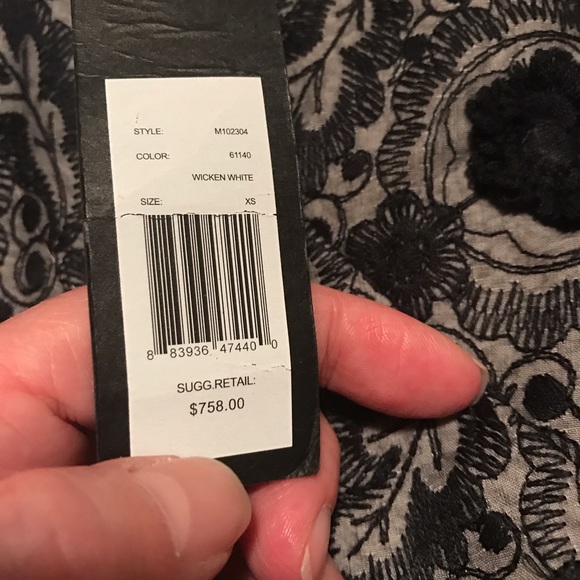 STYLE: M102304
COLOR: 61140
WICKEN WHITE
SIZE: XS
8 83936 47440 0
SUGG.RETAIL:
$758.00